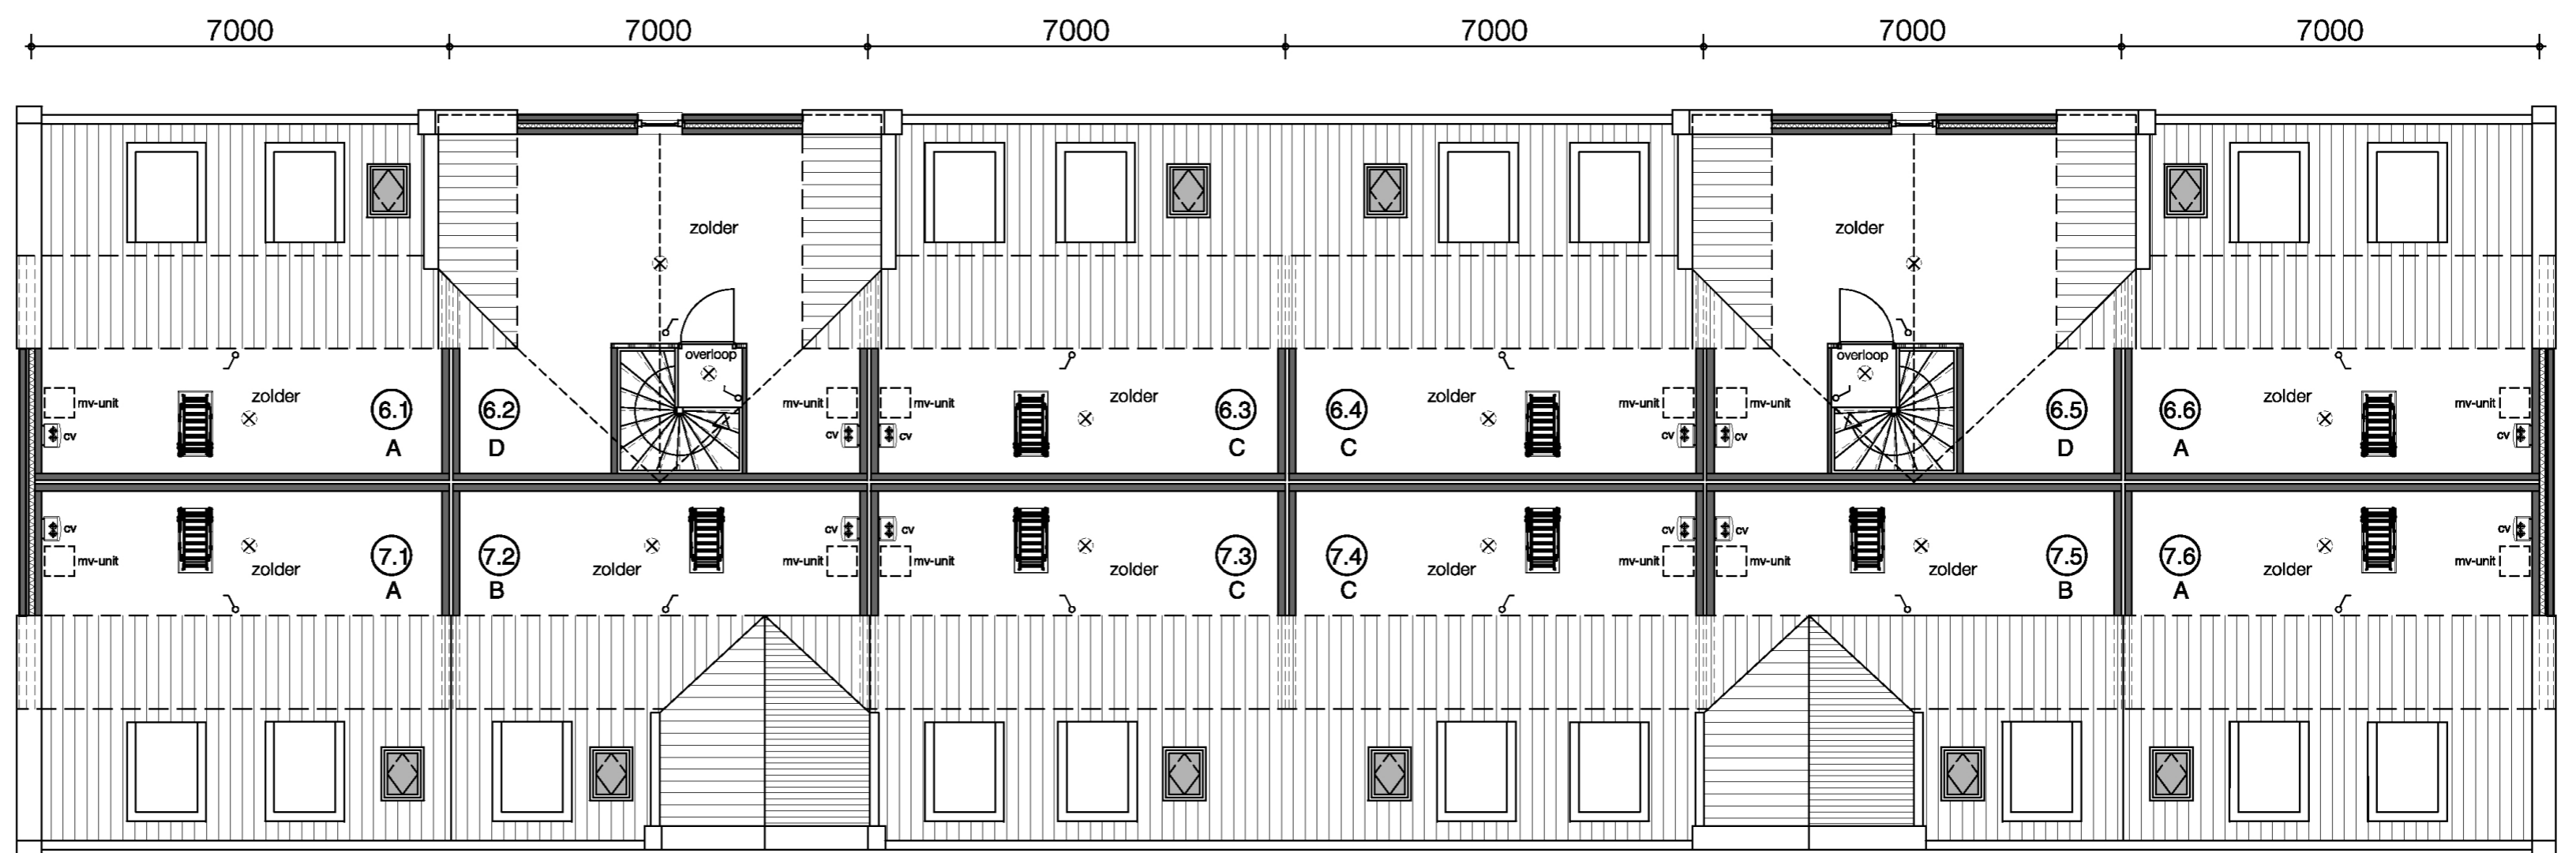 7000 7000 7000 7000 7000 7000
zolder zolder
overloop overloop
mv-unit zolder 6.1 6.2 mv-unit mv-unit zolder 6.3 6.4 zolder mv-unit mv-unit 6.5 6.6 zolder mv-unit
cv A D cv cv C C cv cv D A cv
cv cv cv cv cv cv
mv-unit zolder 7.1 7.2 zolder mv-unit mv-unit zolder 7.3 7.4 zolder mv-unit mv-unit zolder 7.5 7.6 zolder mv-unit
A B C C B A